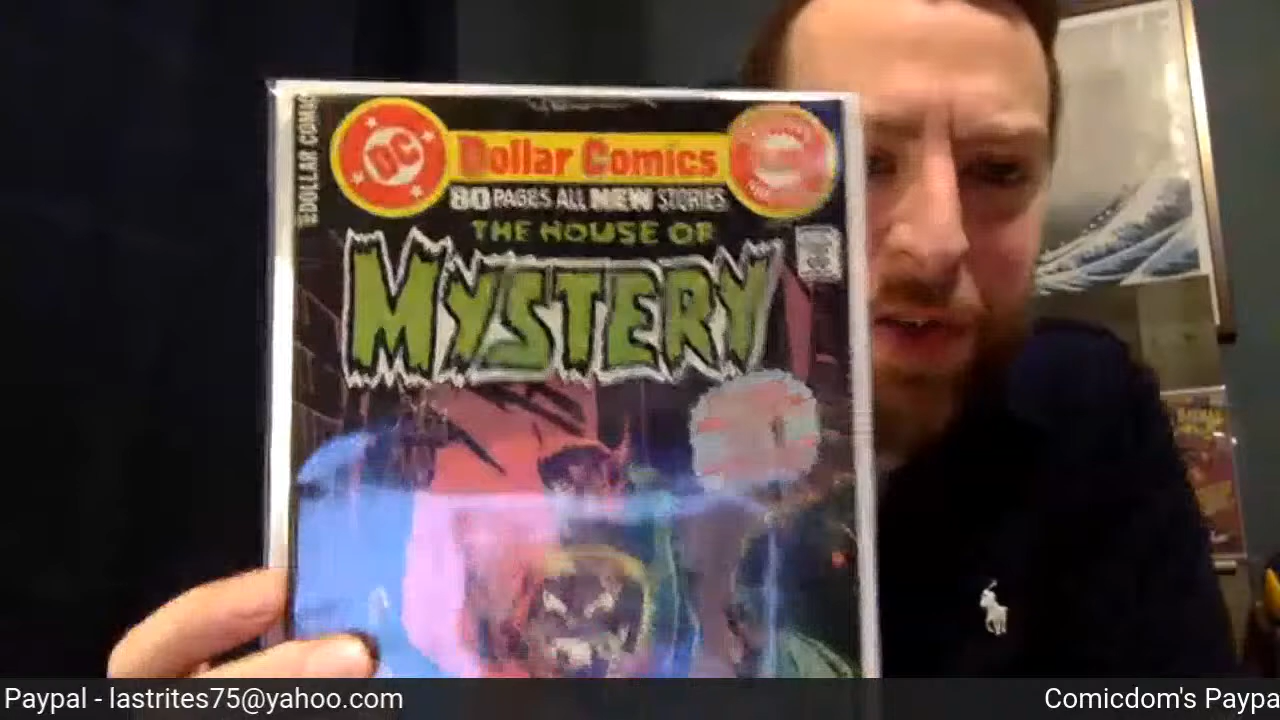 DOLLAR COMIC
DC
Dollar Comics
80 PAGES ALL NEW STORIES
THE HOUSE OF
MYSTERY
Paypal - lastrites75@yahoo.com
Comicdom's Paypa